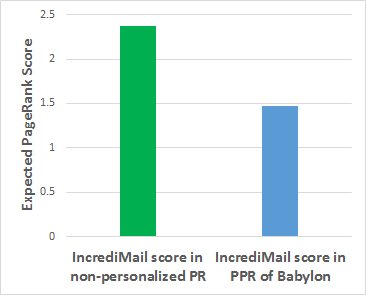 Expected PageRank Score
2.5
2
1.5
1
0.5
0
IncrediMail score in
non-personalized PR
IncrediMail score in
PPR of Babylon